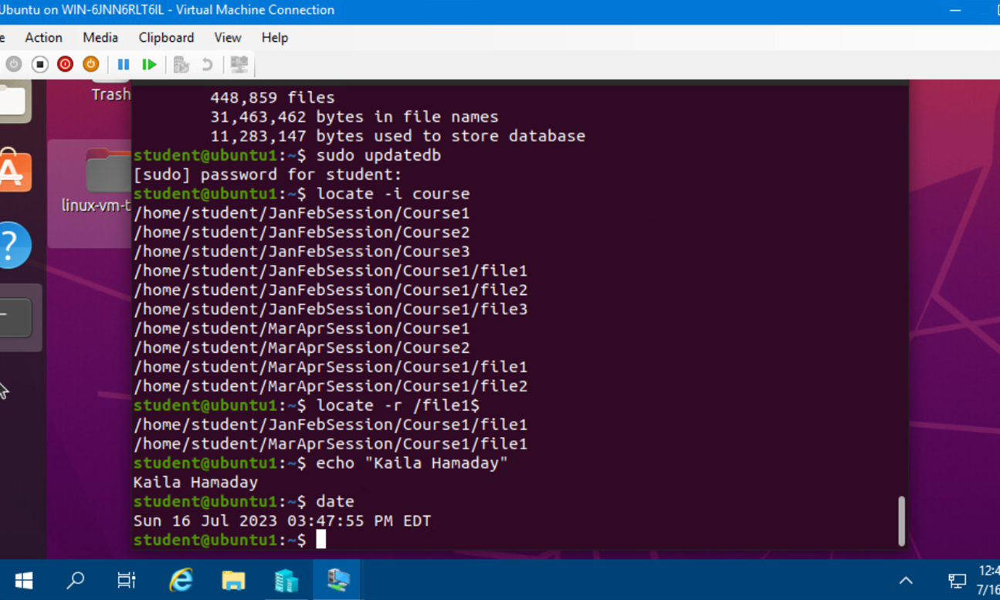 Ubuntu on WIN-6JNN6RLT6IL - Virtual Machine Connection
Action Media Clipboard View Help
Trash
linux-vm-t
448,859 files
31,463,462 bytes in file names
11,283,147 bytes used to store database
student@ubuntu1:~$ sudo updatedb
[sudo] password for student:
student@ubuntu1:~$ locate -i course
/home/student/JanFebSession/Course1
/home/student/JanFebSession/Course2
/home/student/JanFebSession/Course3
/home/student/JanFebSession/Course1/file1
/home/student/JanFebSession/Course1/file2
/home/student/JanFebSession/Course1/file3
/home/student/MarAprSession/Course1
/home/student/MarAprSession/Course2
/home/student/MarAprSession/Course1/file1
/home/student/MarAprSession/Course1/file2
student@ubuntu1:~$ locate -r /file1$
/home/student/JanFebSession/Course1/file1
/home/student/MarAprSession/Course1/file1
student@ubuntu1:~$ echo "Kaila Hamaday"
Kaila Hamaday
student@ubuntu1:~$ date
Sun 16 Jul 2023 03:47:55 PM EDT
student@ubuntu1:~$
12:4
7/16